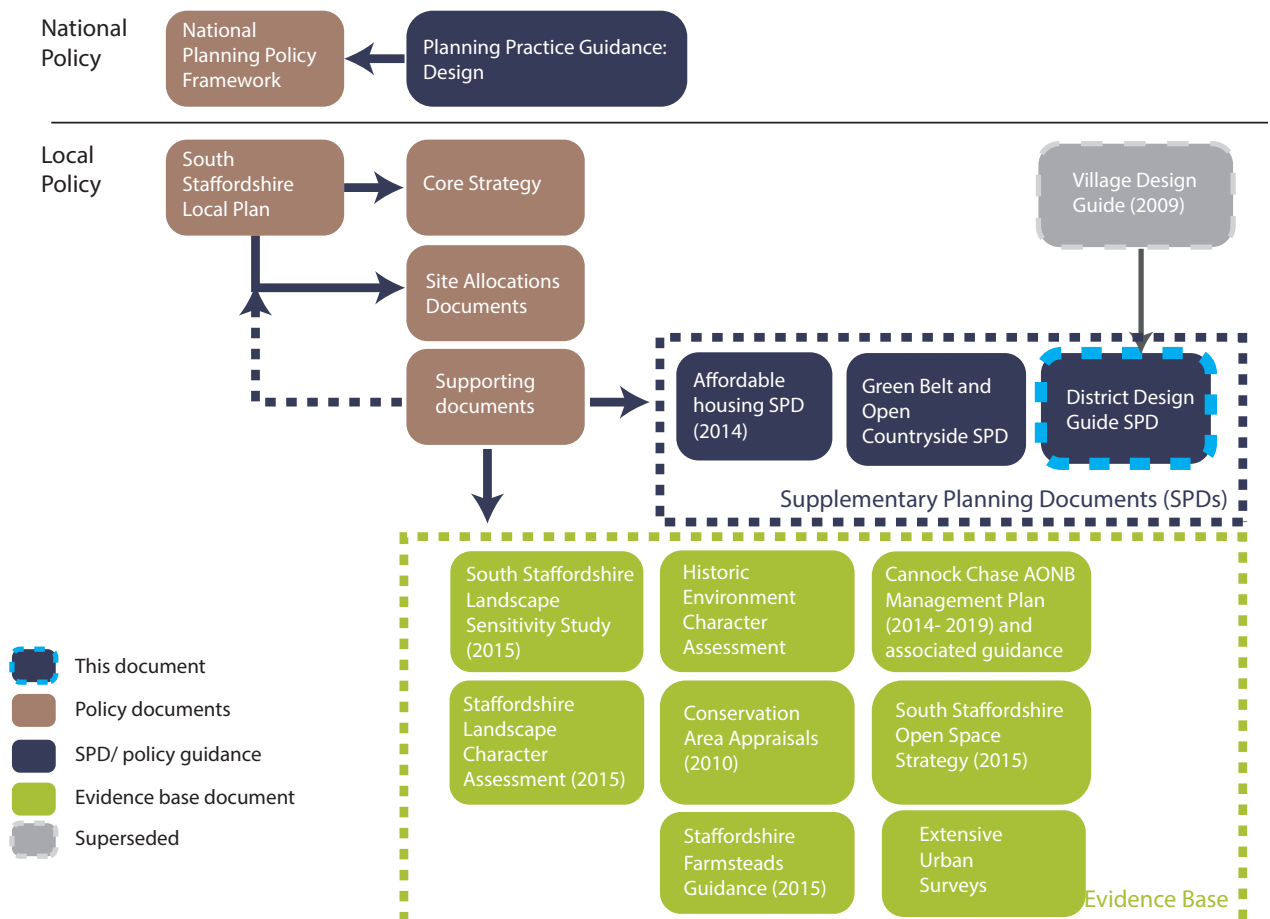 National
Policy
National
Planning Policy
Framework
Planning Practice Guidance:
Design
Local
Policy
South
Staffordshire
Local Plan
Core Strategy
Village Design
Guide (2009)
Site Allocations
Documents
Supporting
documents
Affordable
housing SPD
(2014)
Green Belt and
Open
Countryside SPD
District Design
Guide SPD
Supplementary Planning Documents (SPDs)
South Staffordshire
Landscape
Sensitivity Study
(2015)
Historic
Environment
Character
Assessment
Cannock Chase AONB
Management Plan
(2014- 2019) and
associated guidance
Staffordshire
Landscape
Character
Assessment (2015)
Conservation
Area Appraisals
(2010)
South Staffordshire
Open Space
Strategy (2015)
Staffordshire
Farmsteads
Guidance (2015)
Extensive
Urban
Surveys
Evidence Base
This document
Policy documents
SPD/ policy guidance
Evidence base document
Superseded